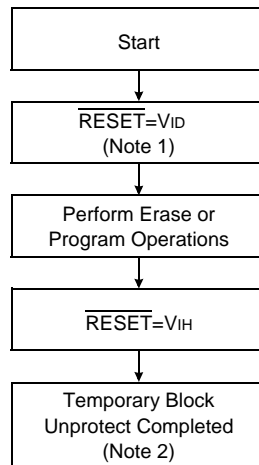 Start
RESET=VID
(Note 1)
Perform Erase or
Program Operations
RESET=VIH
Temporary Block
Unprotect Completed
(Note 2)